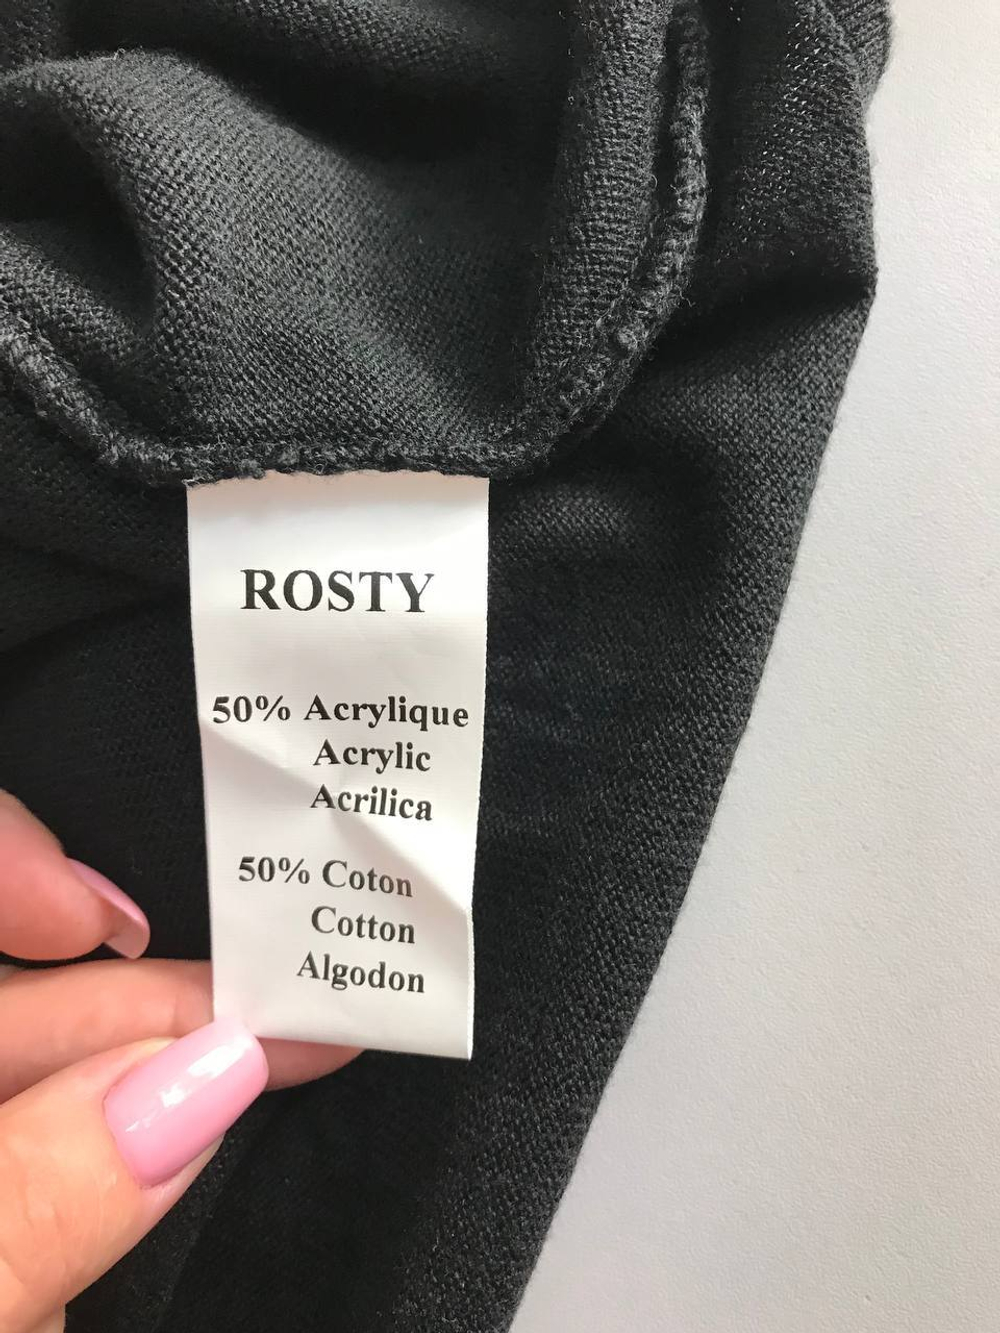 ROSTY
50% Acrylique
Acrylic
Acrilica
50% Coton
Cotton
Algodon